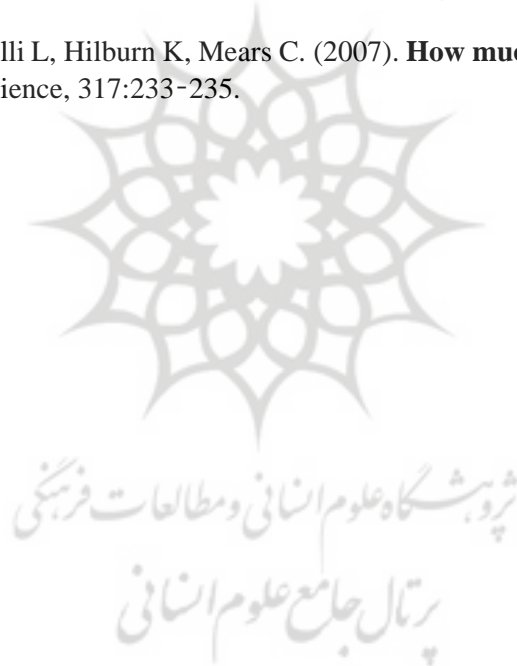 lli L, Hilburn K, Mears C. (2007). How muc
ience, 317:233-235.
پژوهشگاه علوم انسانی و مطالعات فرهنگی
پرتال جامع علوم انسانی